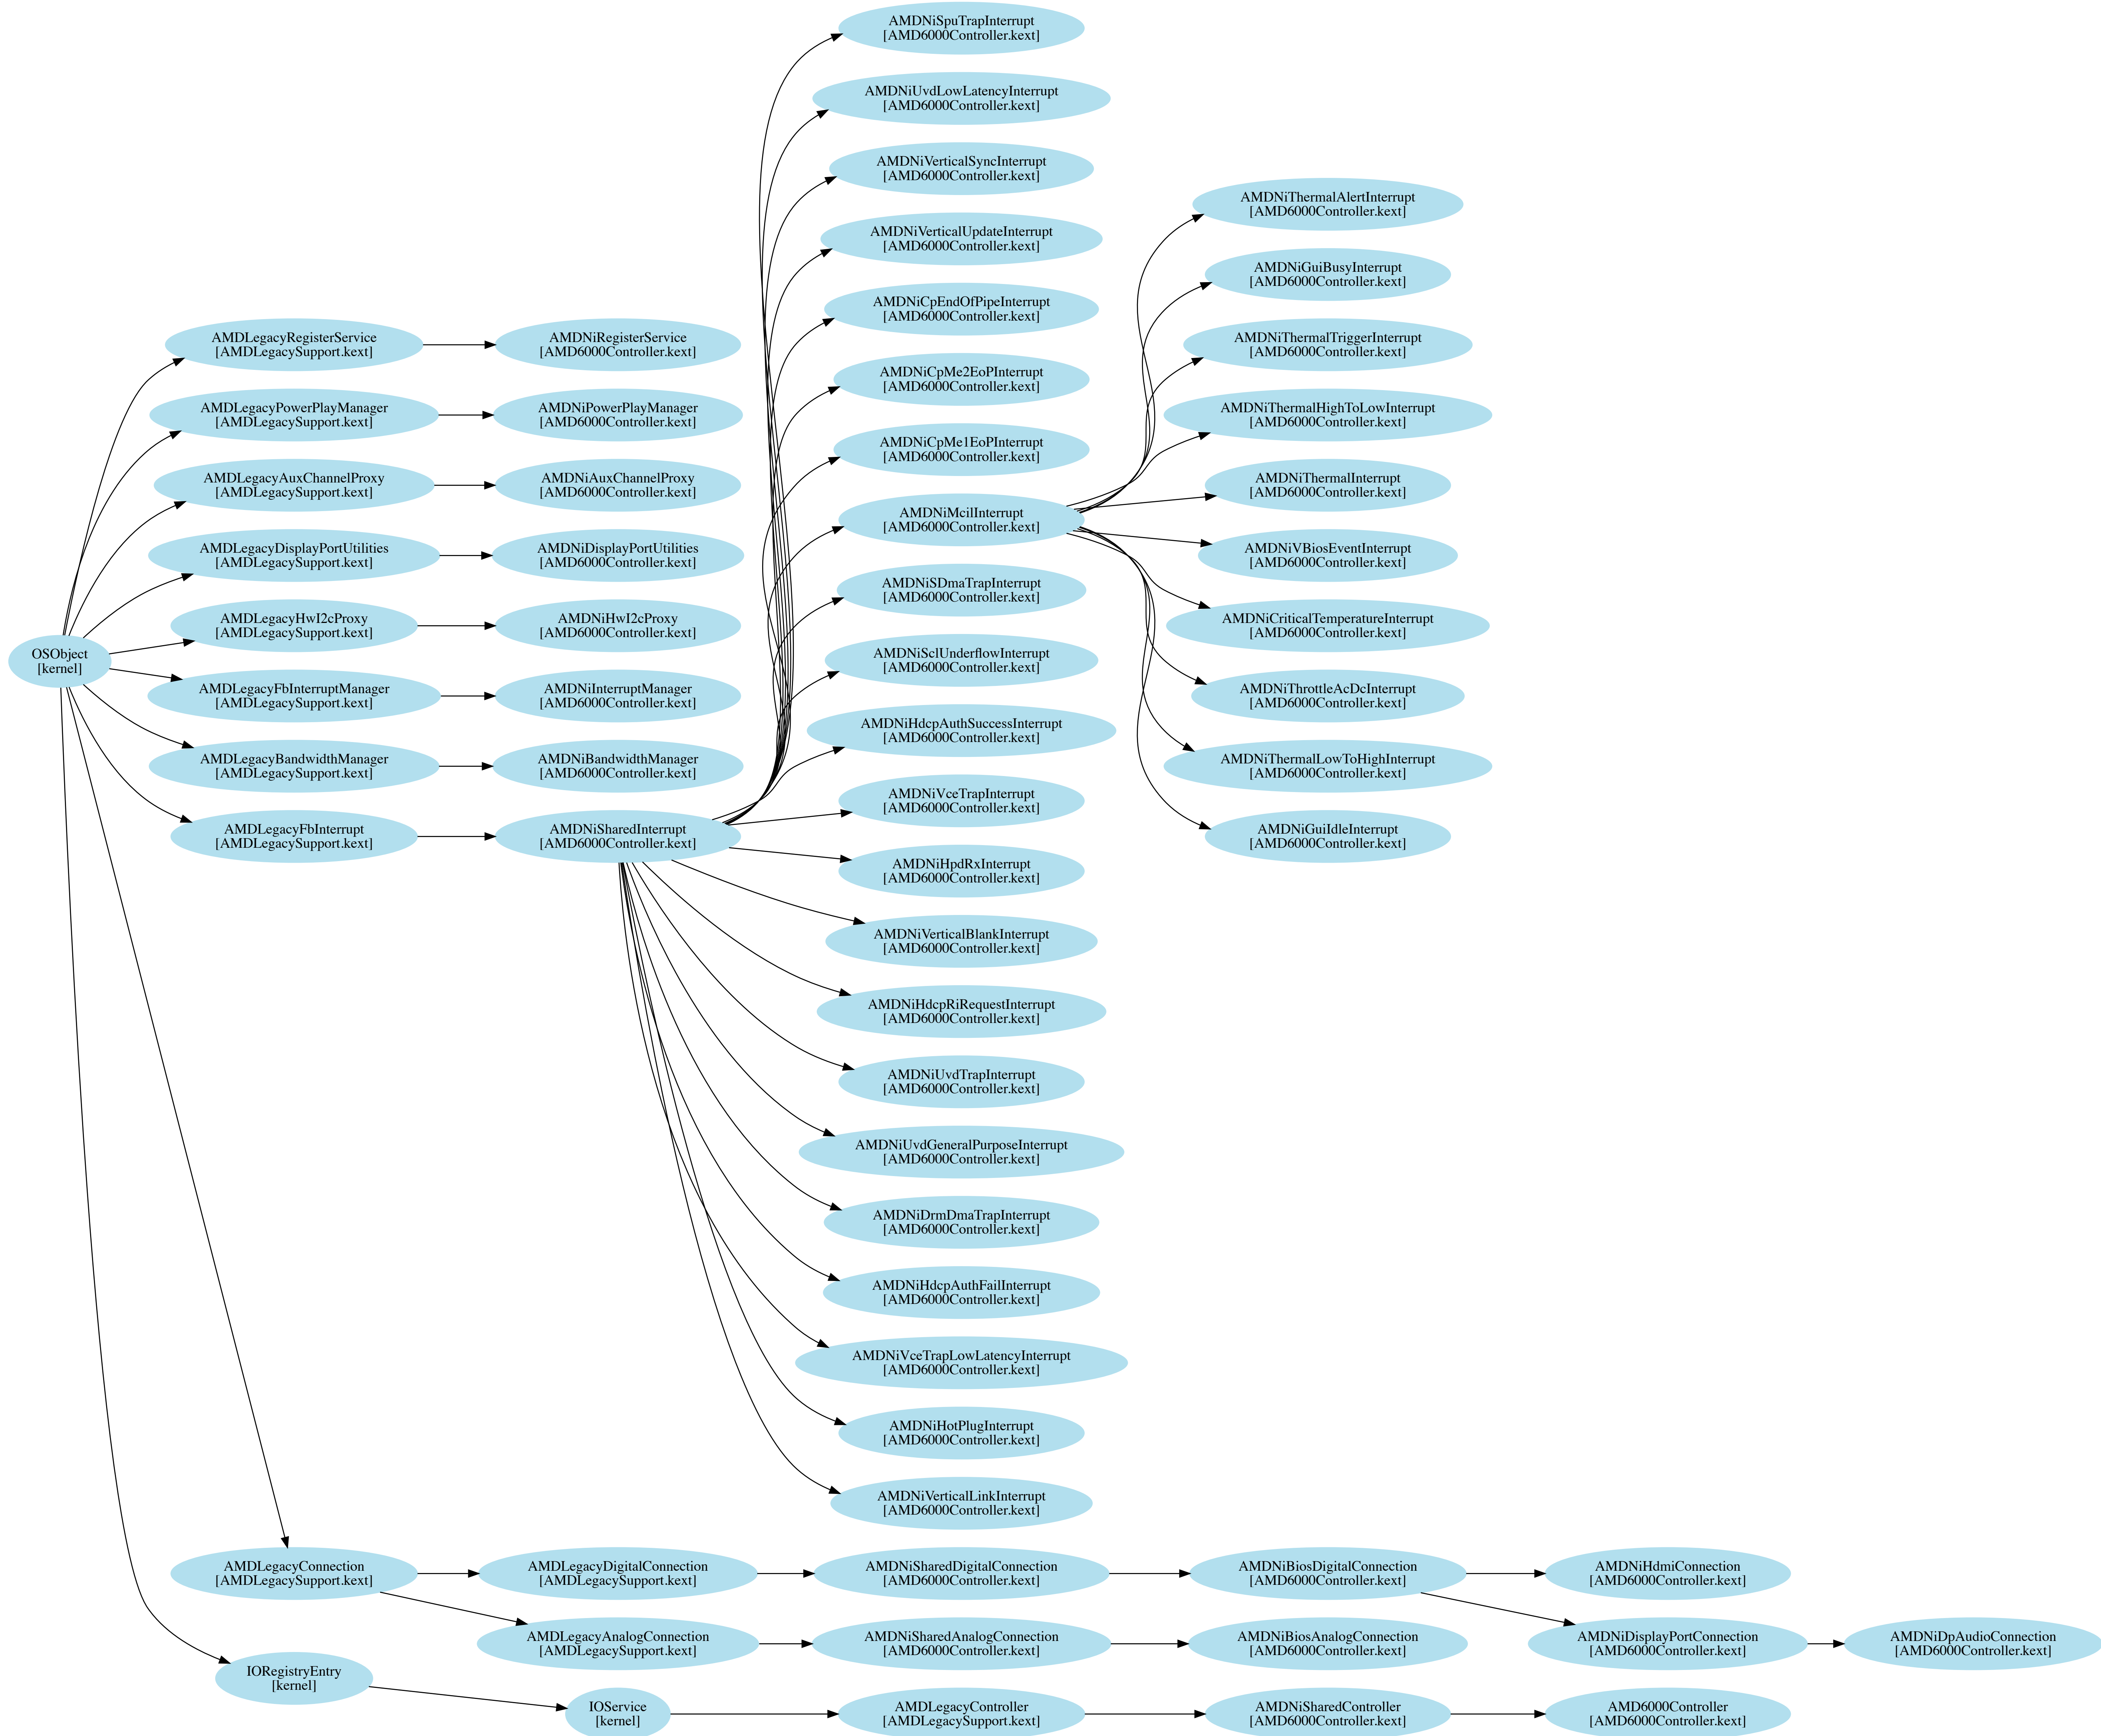 OSObject
[kernel]
AMDLegacyRegisterService
[AMDLegacySupport.kext]
AMDLegacyPowerPlayManager
[AMDLegacySupport.kext]
AMDLegacyAuxChannelProxy
[AMDLegacySupport.kext]
AMDLegacyDisplayPortUtilities
[AMDLegacySupport.kext]
AMDLegacyHwI2cProxy
[AMDLegacySupport.kext]
AMDLegacyFbInterruptManager
[AMDLegacySupport.kext]
AMDLegacyBandwidthManager
[AMDLegacySupport.kext]
AMDLegacyFbInterrupt
[AMDLegacySupport.kext]
AMDLegacyConnection
[AMDLegacySupport.kext]
IORegistryEntry
[kernel]
AMDNiRegisterService
[AMD6000Controller.kext]
AMDNiPowerPlayManager
[AMD6000Controller.kext]
AMDNiAuxChannelProxy
[AMD6000Controller.kext]
AMDNiDisplayPortUtilities
[AMD6000Controller.kext]
AMDNiHwI2cProxy
[AMD6000Controller.kext]
AMDNiInterruptManager
[AMD6000Controller.kext]
AMDNiBandwidthManager
[AMD6000Controller.kext]
AMDNiSharedInterrupt
[AMD6000Controller.kext]
AMDLegacyDigitalConnection
[AMDLegacySupport.kext]
AMDLegacyAnalogConnection
[AMDLegacySupport.kext]
IOService
[kernel]
AMDNiSpuTrapInterrupt
[AMD6000Controller.kext]
AMDNiUvdLowLatencyInterrupt
[AMD6000Controller.kext]
AMDNiVerticalSyncInterrupt
[AMD6000Controller.kext]
AMDNiVerticalUpdateInterrupt
[AMD6000Controller.kext]
AMDNiCpEndOfPipeInterrupt
[AMD6000Controller.kext]
AMDNiCpMe2EoPInterrupt
[AMD6000Controller.kext]
AMDNiCpMe1EoPInterrupt
[AMD6000Controller.kext]
AMDNiMcilInterrupt
[AMD6000Controller.kext]
AMDNiSDmaTrapInterrupt
[AMD6000Controller.kext]
AMDNiSclUnderflowInterrupt
[AMD6000Controller.kext]
AMDNiHdcpAuthSuccessInterrupt
[AMD6000Controller.kext]
AMDNiVceTrapInterrupt
[AMD6000Controller.kext]
AMDNiHpdRxInterrupt
[AMD6000Controller.kext]
AMDNiVerticalBlankInterrupt
[AMD6000Controller.kext]
AMDNiHdcpRiRequestInterrupt
[AMD6000Controller.kext]
AMDNiUvdTrapInterrupt
[AMD6000Controller.kext]
AMDNiUvdGeneralPurposeInterrupt
[AMD6000Controller.kext]
AMDNiDrmDmaTrapInterrupt
[AMD6000Controller.kext]
AMDNiHdcpAuthFailInterrupt
[AMD6000Controller.kext]
AMDNiVceTrapLowLatencyInterrupt
[AMD6000Controller.kext]
AMDNiHotPlugInterrupt
[AMD6000Controller.kext]
AMDNiVerticalLinkInterrupt
[AMD6000Controller.kext]
AMDNiSharedDigitalConnection
[AMD6000Controller.kext]
AMDNiSharedAnalogConnection
[AMD6000Controller.kext]
AMDLegacyController
[AMDLegacySupport.kext]
AMDNiThermalAlertInterrupt
[AMD6000Controller.kext]
AMDNiGuiBusyInterrupt
[AMD6000Controller.kext]
AMDNiThermalTriggerInterrupt
[AMD6000Controller.kext]
AMDNiThermalHighToLowInterrupt
[AMD6000Controller.kext]
AMDNiThermalInterrupt
[AMD6000Controller.kext]
AMDNiVBiosEventInterrupt
[AMD6000Controller.kext]
AMDNiCriticalTemperatureInterrupt
[AMD6000Controller.kext]
AMDNiThrottleAcDcInterrupt
[AMD6000Controller.kext]
AMDNiThermalLowToHighInterrupt
[AMD6000Controller.kext]
AMDNiGuiIdleInterrupt
[AMD6000Controller.kext]
AMDNiBiosDigitalConnection
[AMD6000Controller.kext]
AMDNiBiosAnalogConnection
[AMD6000Controller.kext]
AMDNiSharedController
[AMD6000Controller.kext]
AMDNiHdmiConnection
[AMD6000Controller.kext]
AMDNiDisplayPortConnection
[AMD6000Controller.kext]
AMD6000Controller
[AMD6000Controller.kext]
AMDNiDpAudioConnection
[AMD6000Controller.kext]